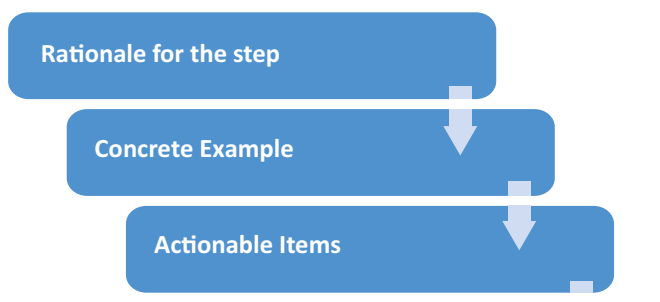 Rationale for the step
Concrete Example
Actionable Items